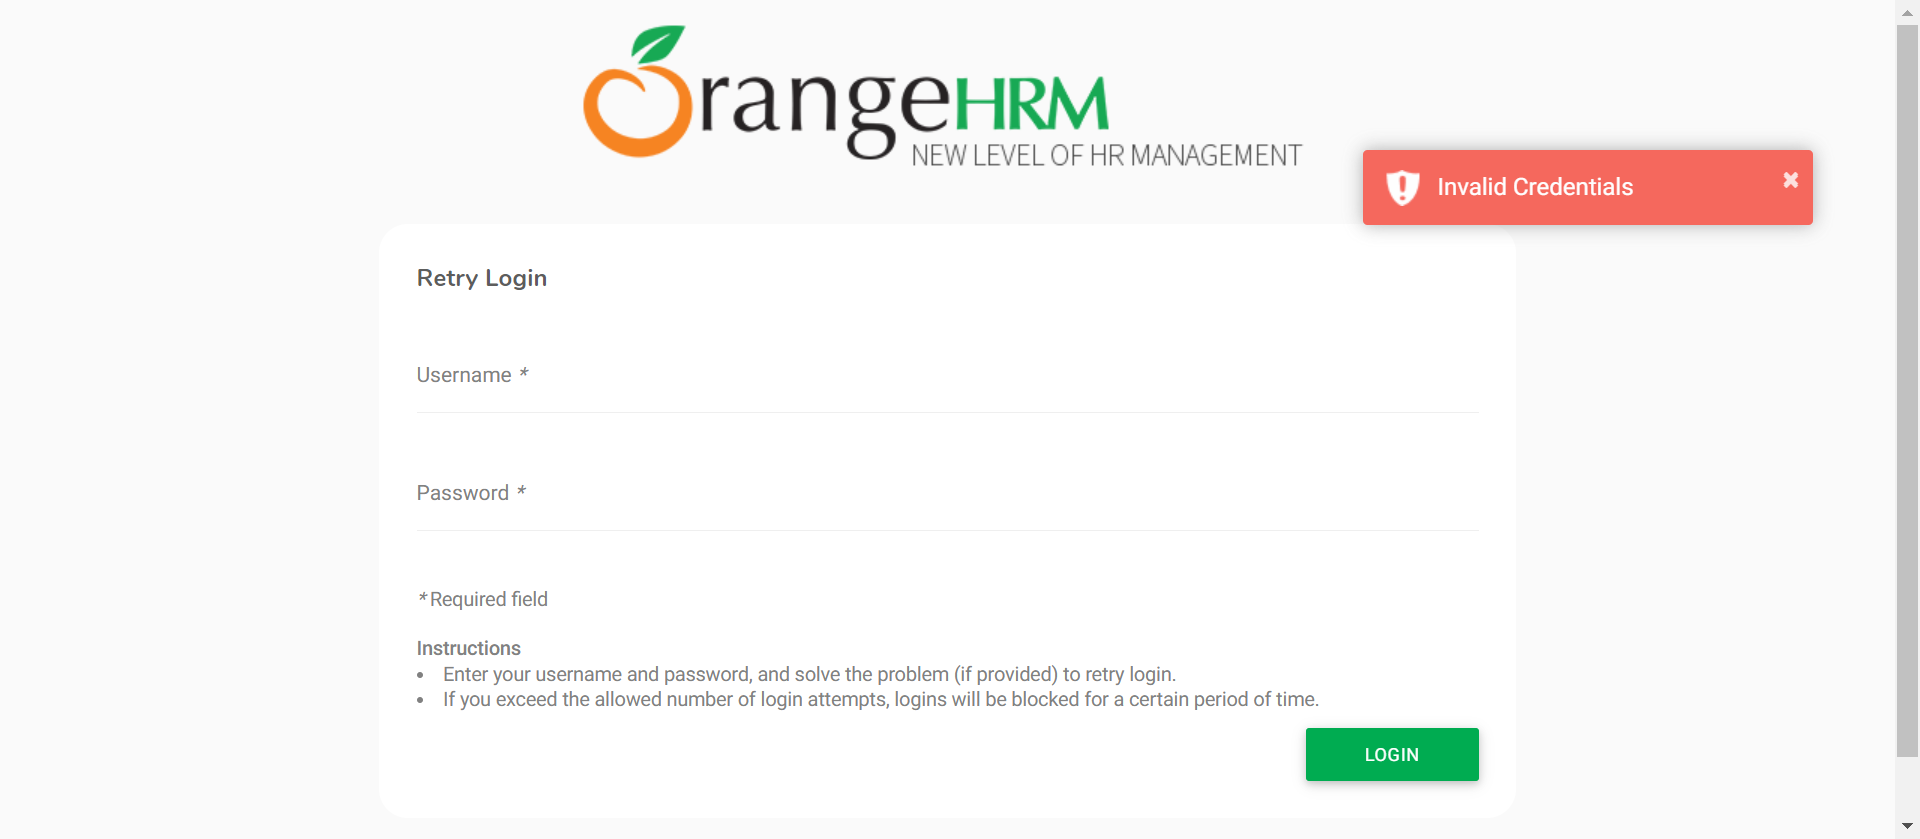 OrangeHRM
NEW LEVEL OF HR MANAGEMENT
Invalid Credentials
Retry Login
Username *
Password *
* Required field
Instructions
• Enter your username and password, and solve the problem (if provided) to retry login.
• If you exceed the allowed number of login attempts, logins will be blocked for a certain period of time.
LOGIN